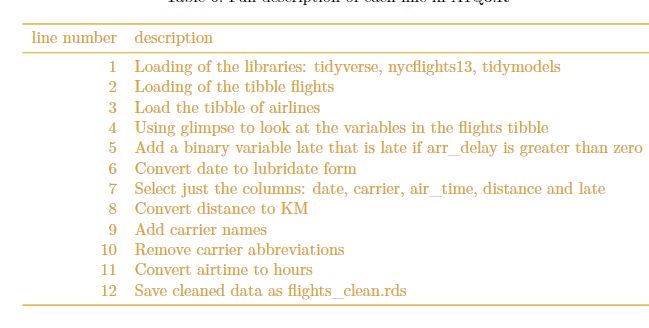 line number description
1 Loading of the libraries: tidyverse, nycflights13, tidymodels
2 Loading of the tibble flights
3 Load the tibble of airlines
4 Using glimpse to look at the variables in the flights tibble
5 Add a binary variable late that is late if arr_delay is greater than zero
6 Convert date to lubridate form
7 Select just the columns: date, carrier, air_time, distance and late
8 Convert distance to KM
9 Add carrier names
10 Remove carrier abbreviations
11 Convert airtime to hours
12 Save cleaned data as flights_clean.rds